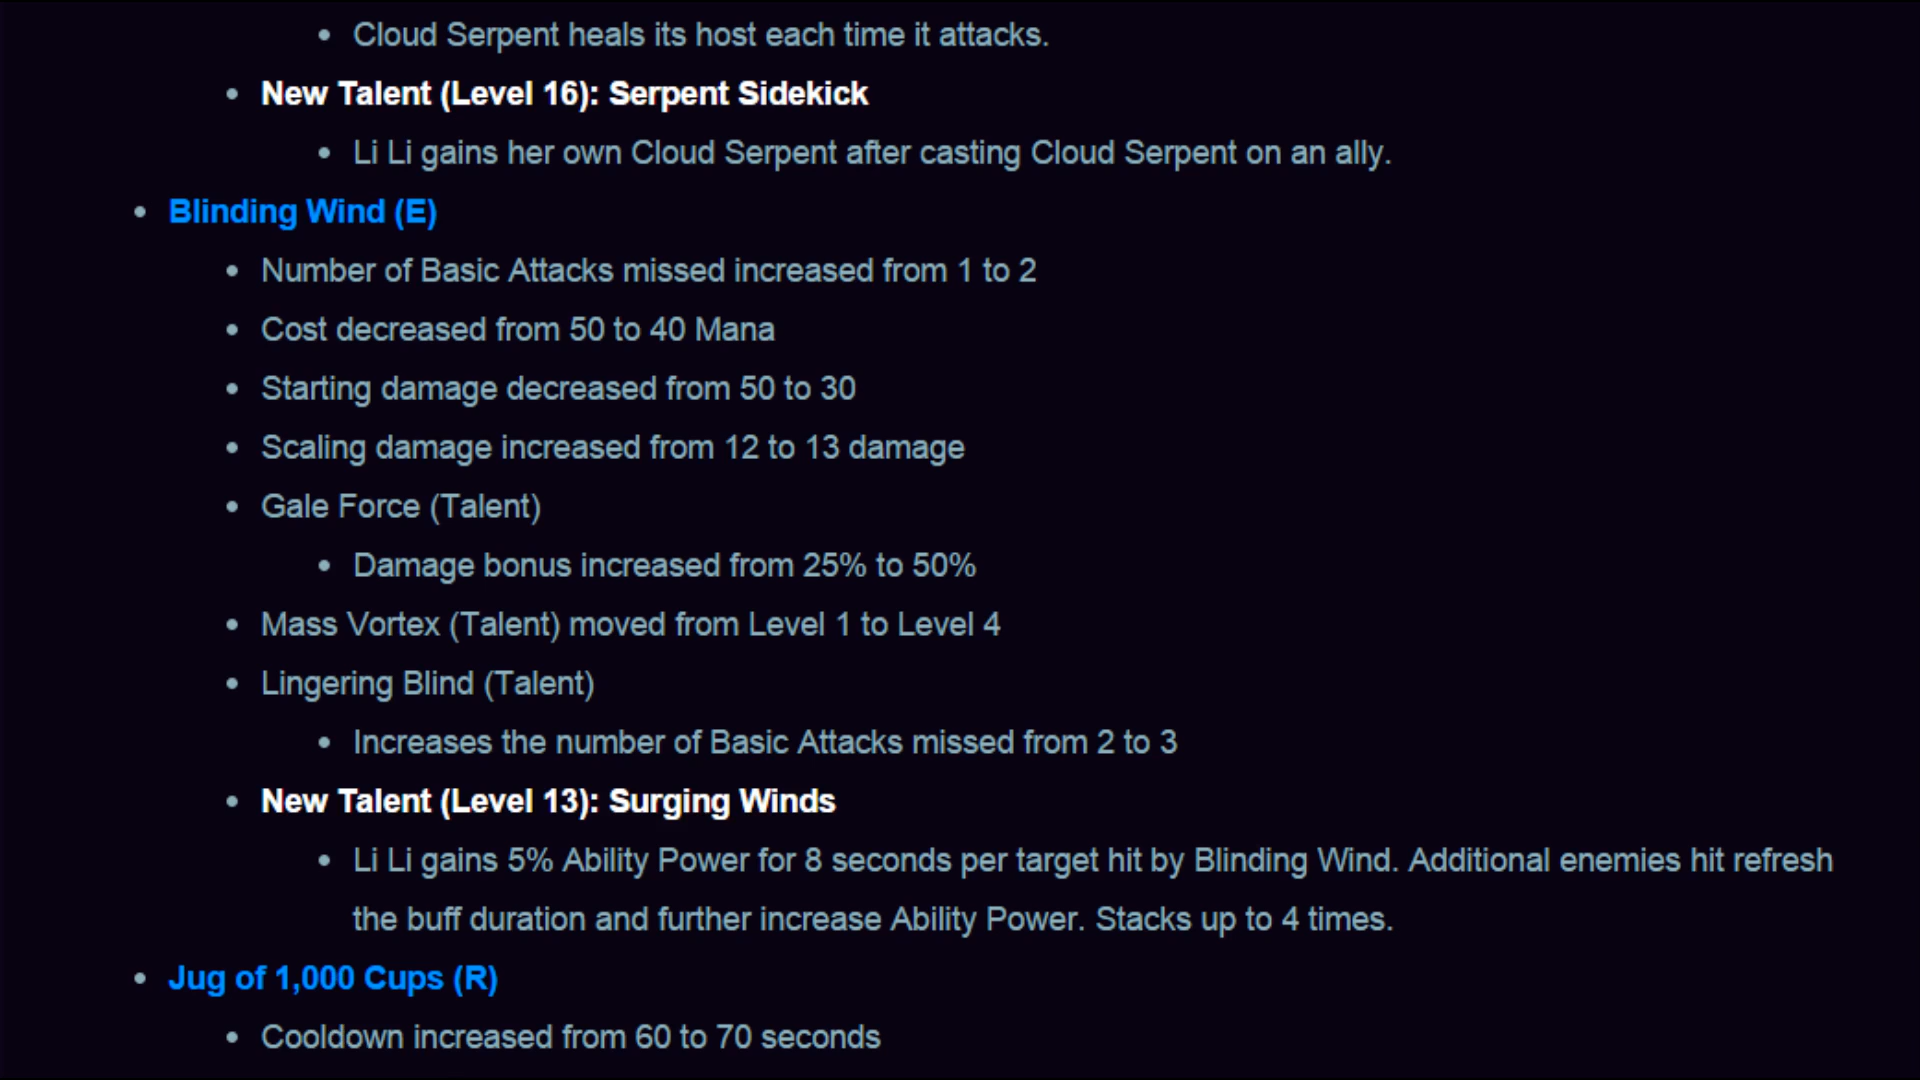 Cloud Serpent heals its host each time it attacks.
New Talent (Level 16): Serpent Sidekick
Li Li gains her own Cloud Serpent after casting Cloud Serpent on an ally.
Blinding Wind (E)
Number of Basic Attacks missed increased from 1 to 2
Cost decreased from 50 to 40 Mana
Starting damage decreased from 50 to 30
Scaling damage increased from 12 to 13 damage
Gale Force (Talent)
Damage bonus increased from 25% to 50%
Mass Vortex (Talent) moved from Level 1 to Level 4
Lingering Blind (Talent)
Increases the number of Basic Attacks missed from 2 to 3
New Talent (Level 13): Surging Winds
Li Li gains 5% Ability Power for 8 seconds per target hit by Blinding Wind. Additional enemies hit refresh
the buff duration and further increase Ability Power. Stacks up to 4 times.
Jug of 1,000 Cups (R)
Cooldown increased from 60 to 70 seconds